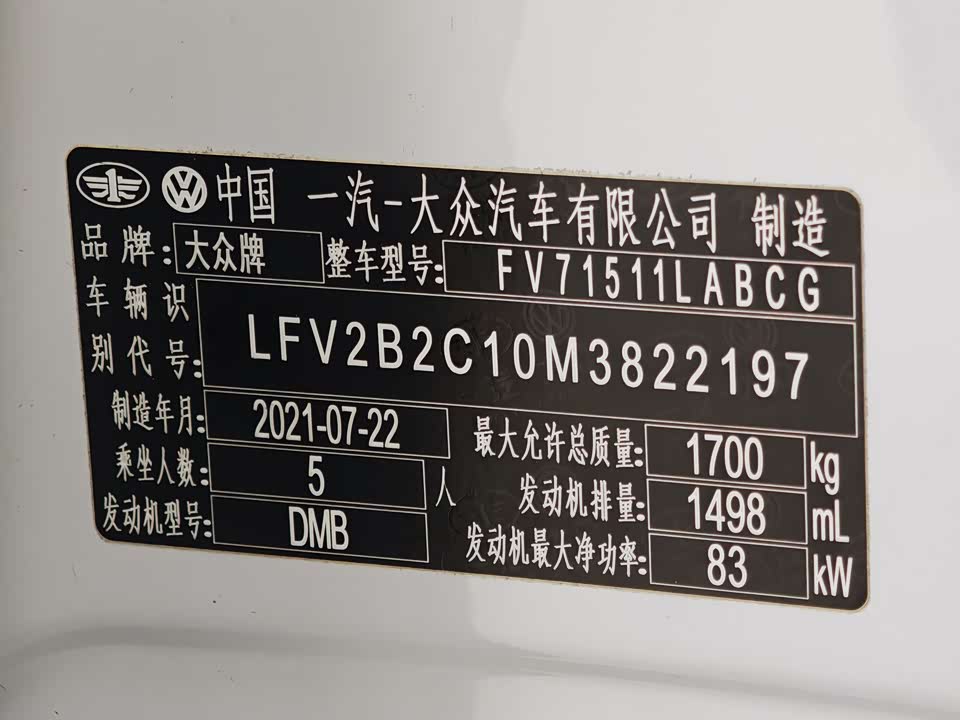 中国 一汽-大众汽车有限公司 制造
品牌: 大众牌 整车型号: FV71511LABCG
车辆识别代号: LFV2B2C10M3822197
制造年月: 2021-07-22 最大允许总质量: 1700 kg
乘坐人数: 5 人 发动机排量: 1498 mL
发动机型号: DMB 发动机最大净功率: 83 kW